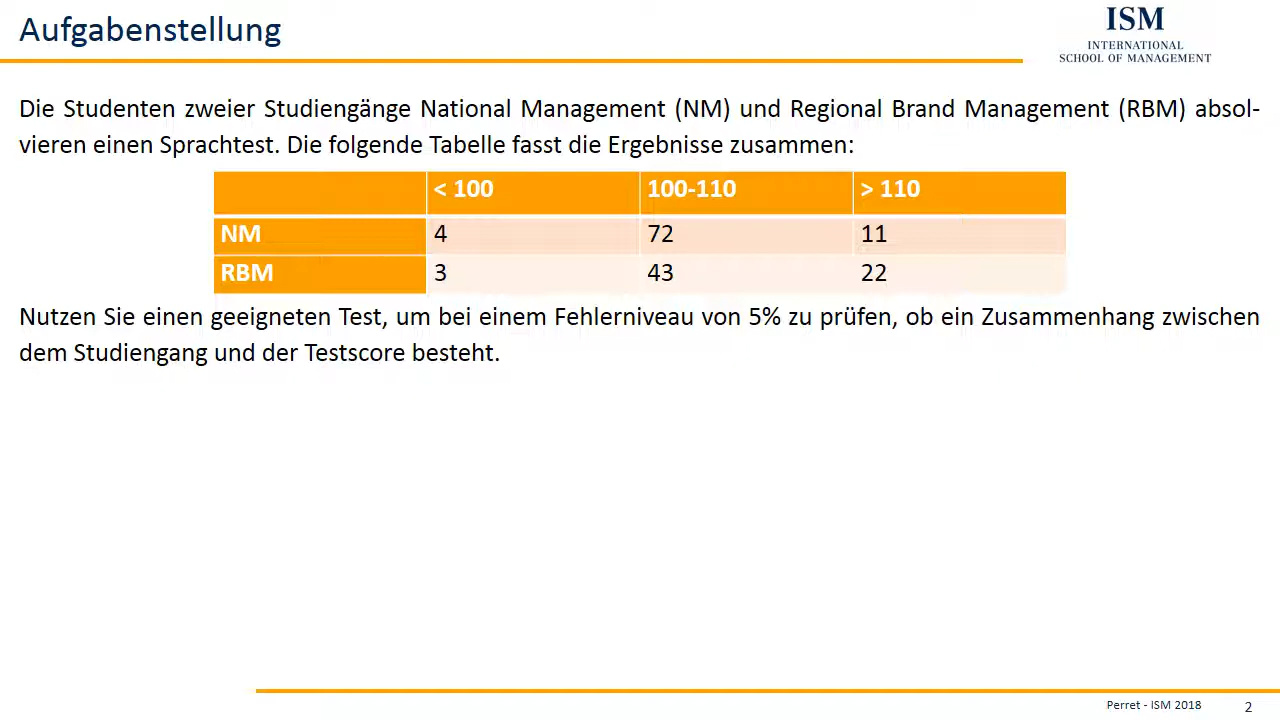 Aufgabenstellung
ISM
INTERNATIONAL
SCHOOL OF MANAGEMENT
Die Studenten zweier Studiengänge National Management (NM) und Regional Brand Management (RBM) absol-
vieren einen Sprachtest. Die folgende Tabelle fasst die Ergebnisse zusammen:
< 100 100-110 > 110
NM 4 72 11
RBM 3 43 22
Nutzen Sie einen geeigneten Test, um bei einem Fehlerniveau von 5% zu prüfen, ob ein Zusammenhang zwischen
dem Studiengang und der Testscore besteht.
Perret - ISM 2018 2